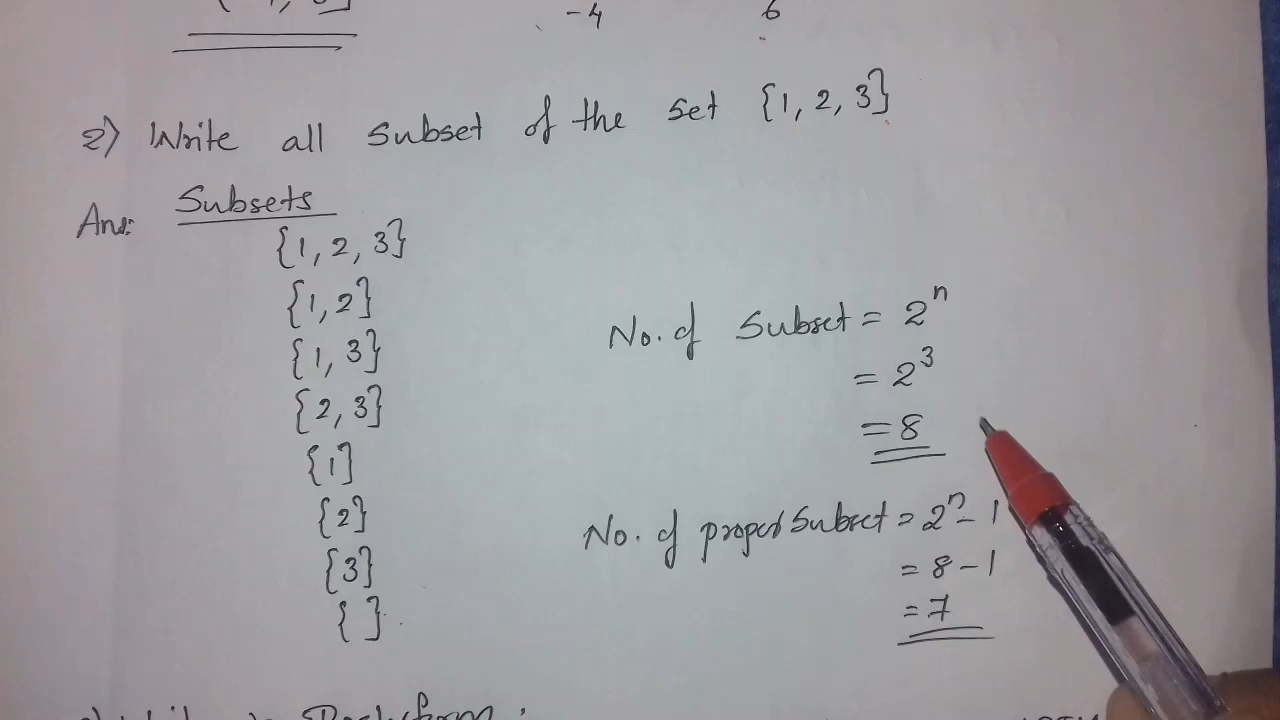 -4 6
2) Write all subset of the set {1, 2, 3}
Ans: Subsets
{1, 2, 3}
{1, 2}
{1, 3}
{2, 3}
{1}
{2}
{3}
{ }
No. of subset = 2ⁿ
= 2³
= 8
No. of proper subset = 2ⁿ - 1
= 8 - 1
= 7